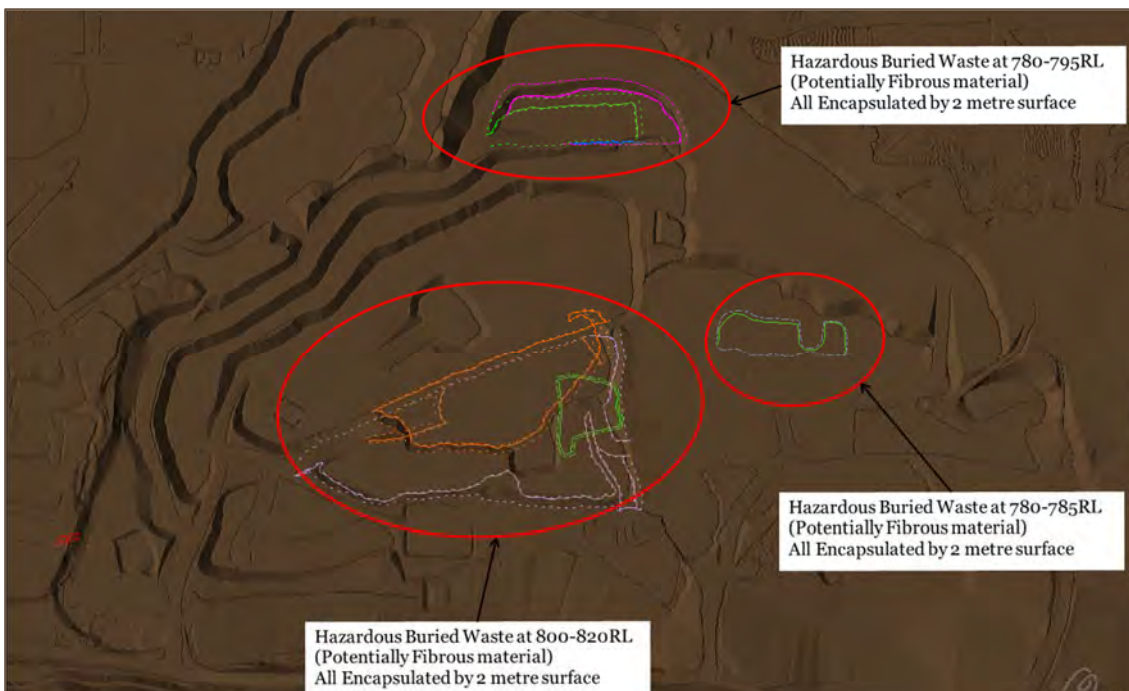 Hazardous Buried Waste at 780-795RL
(Potentially Fibrous material)
All Encapsulated by 2 metre surface
Hazardous Buried Waste at 780-785RL
(Potentially Fibrous material)
All Encapsulated by 2 metre surface
Hazardous Buried Waste at 800-820RL
(Potentially Fibrous material)
All Encapsulated by 2 metre surface